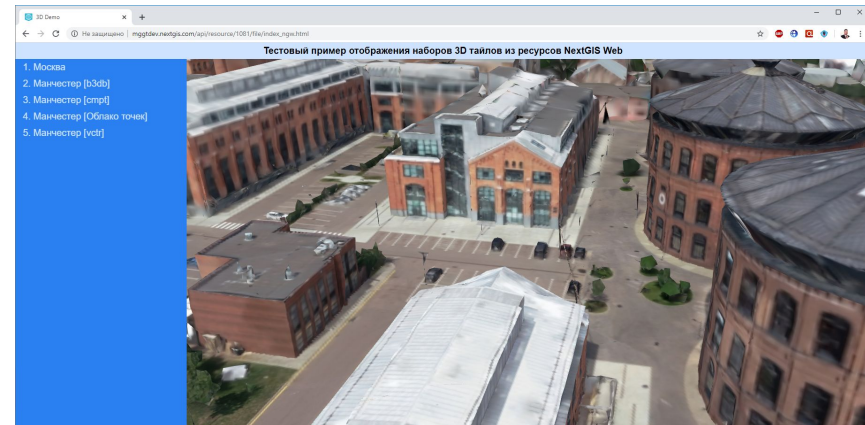 3D Demo
Не защищено | mggtdev.nextgis.com/api/resource/1081/file/index_ngw.html
Тестовый пример отображения наборов 3D тайлов из ресурсов NextGIS Web
1. Москва
2. Манчестер [b3db]
3. Манчестер [cmpt]
4. Манчестер [Облако точек]
5. Манчестер [vctr]